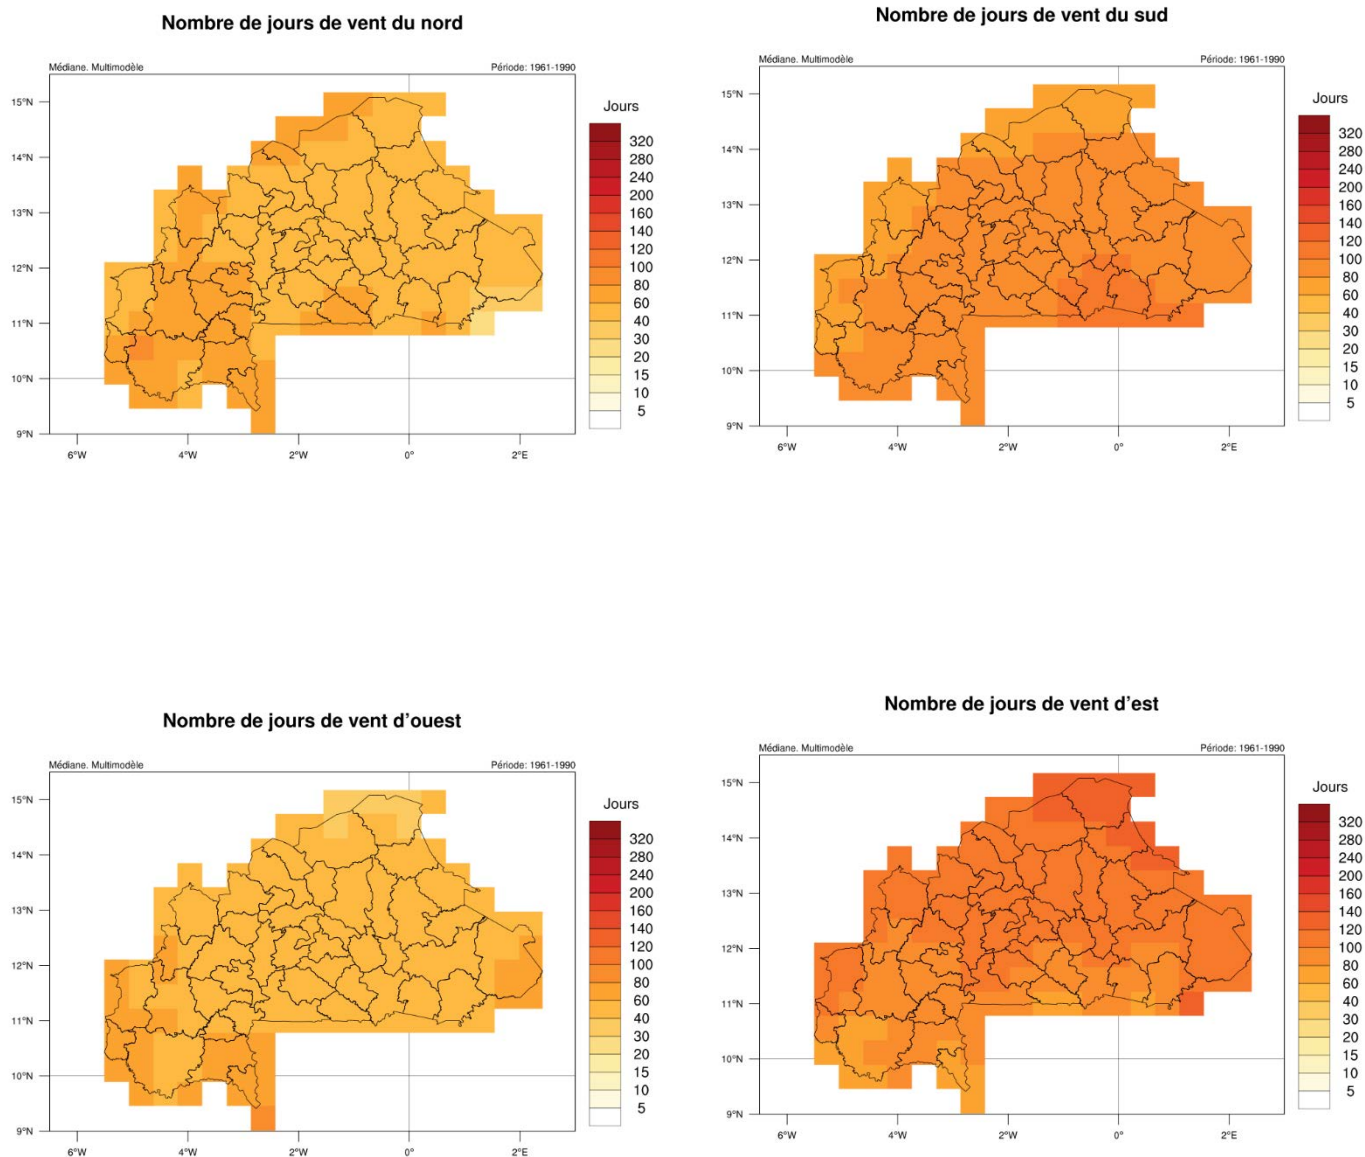 Nombre de jours de vent du nord
Médiane. Multimodèle Période: 1961-1990
Jours
15°N
14°N
13°N
12°N
11°N
10°N
9°N
6°W 4°W 2°W 0° 2°E
320
280
240
200
160
140
120
100
80
60
40
30
20
15
10
5
Nombre de jours de vent du sud
Médiane. Multimodèle Période: 1961-1990
Jours
15°N
14°N
13°N
12°N
11°N
10°N
9°N
6°W 4°W 2°W 0° 2°E
320
280
240
200
160
140
120
100
80
60
40
30
20
15
10
5
Nombre de jours de vent d'ouest
Médiane. Multimodèle Période: 1961-1990
Jours
15°N
14°N
13°N
12°N
11°N
10°N
9°N
6°W 4°W 2°W 0° 2°E
320
280
240
200
160
140
120
100
80
60
40
30
20
15
10
5
Nombre de jours de vent d'est
Médiane. Multimodèle Période: 1961-1990
Jours
15°N
14°N
13°N
12°N
11°N
10°N
9°N
6°W 4°W 2°W 0° 2°E
320
280
240
200
160
140
120
100
80
60
40
30
20
15
10
5